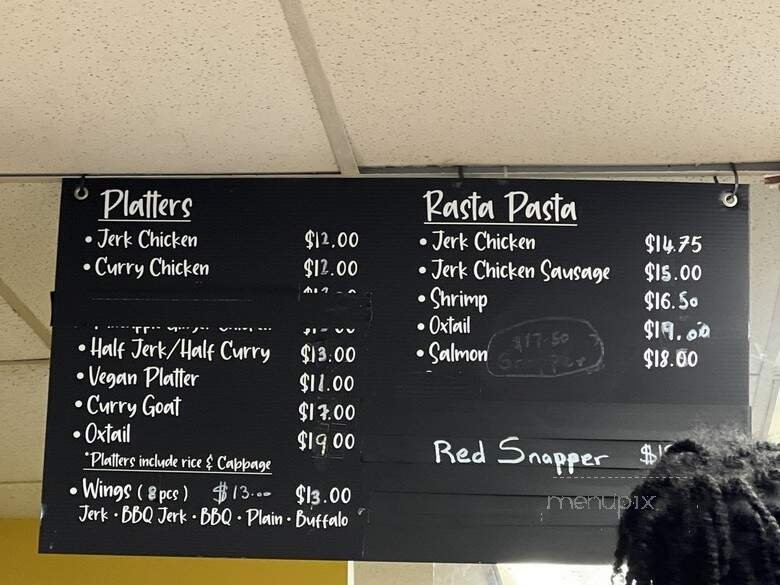 Platters
• Jerk Chicken $12.00
• Curry Chicken $12.00
• Half Jerk/Half Curry $13.00
• Vegan Platter $11.00
• Curry Goat $17.00
• Oxtail $19.00
*Platters include rice & Cabbage
• Wings (8pcs) $13.00 $13.00
Jerk • BBQ Jerk • BBQ • Plain • Buffalo
Rasta Pasta
• Jerk Chicken $14.75
• Jerk Chicken Sausage $15.00
• Shrimp $16.50
• Oxtail $19.00
• Salmon $18.00
$17.50
Red Snapper
menupix